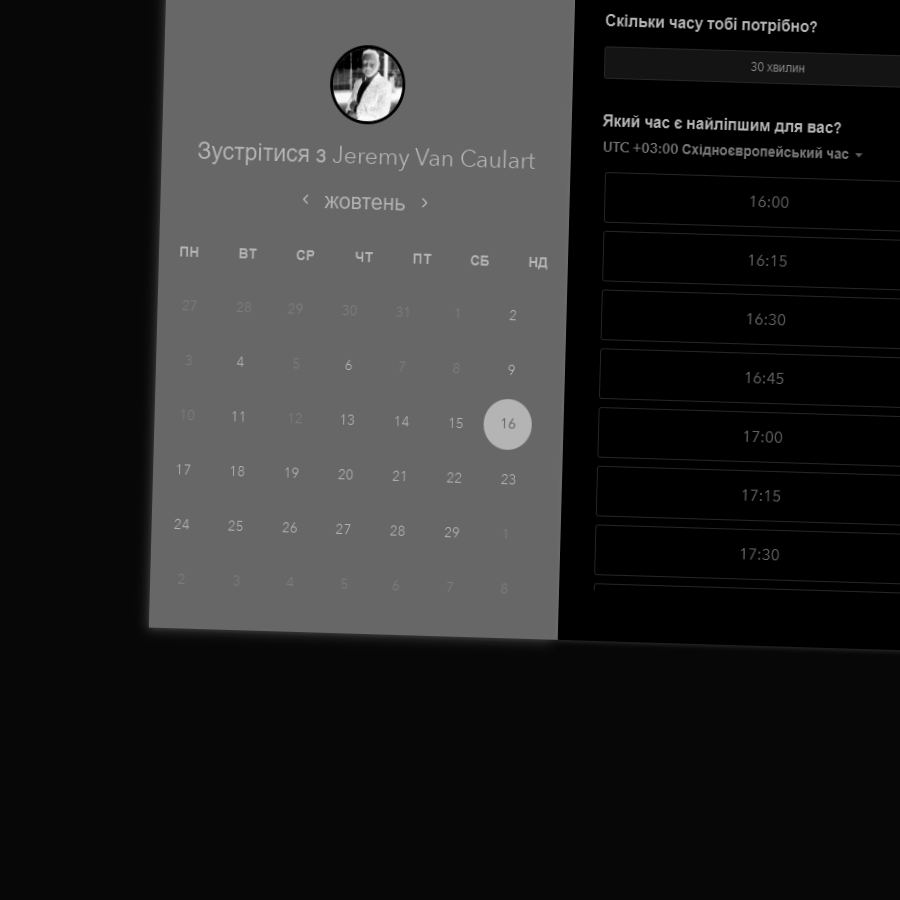 Зустрітися з Jeremy Van Caulart
‹ жовтень ›
ПН ВТ СР ЧТ ПТ СБ НД
27 28 29 30 31 1 2
3 4 5 6 7 8 9
10 11 12 13 14 15 16
17 18 19 20 21 22 23
24 25 26 27 28 29 1
2 3 4 5 6 7 8
Скільки часу тобі потрібно?
30 хвилин
Який час є найліпшим для вас?
UTC +03:00 Східноєвропейський час
16:00
16:15
16:30
16:45
17:00
17:15
17:30